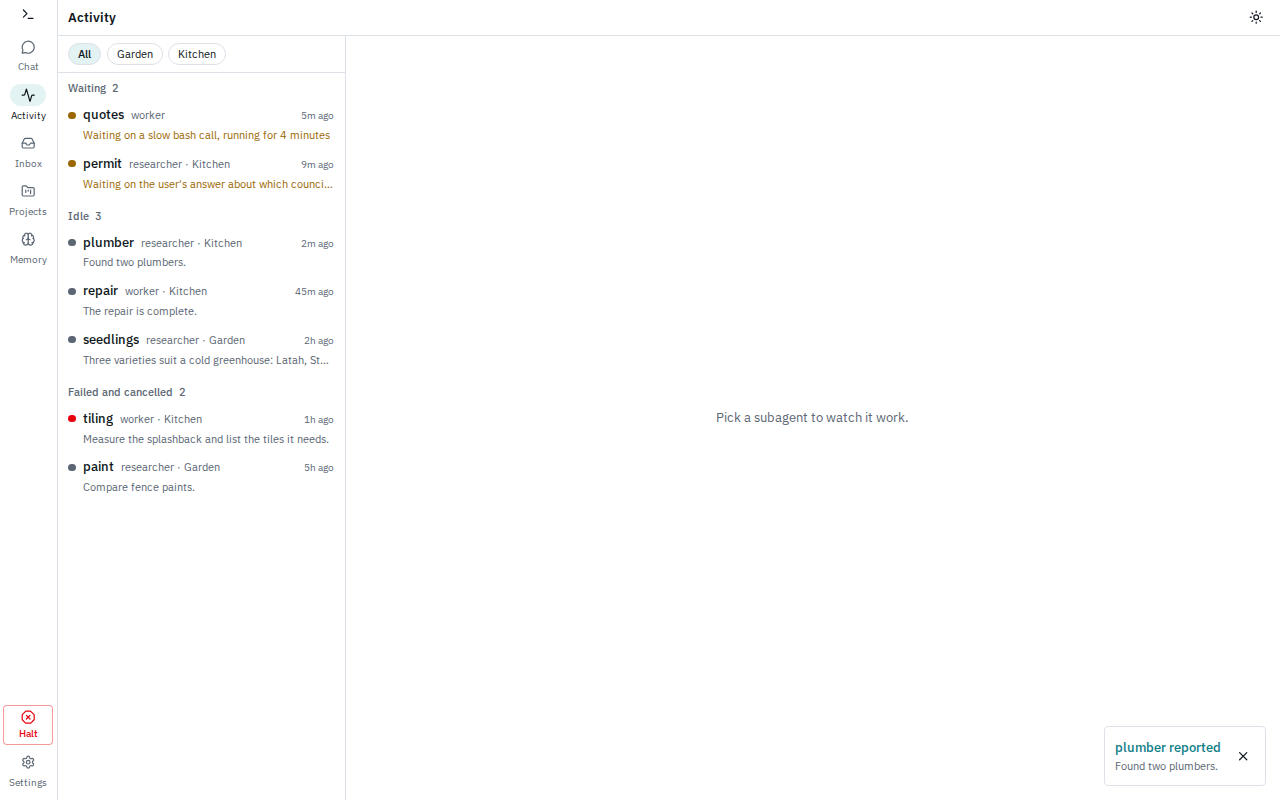 Activity
Chat
Activity
Inbox
Projects
Memory
Halt
Settings
All Garden Kitchen
Waiting 2
quotes worker 5m ago
Waiting on a slow bash call, running for 4 minutes
permit researcher · Kitchen 9m ago
Waiting on the user's answer about which counci...
Idle 3
plumber researcher · Kitchen 2m ago
Found two plumbers.
repair worker · Kitchen 45m ago
The repair is complete.
seedlings researcher · Garden 2h ago
Three varieties suit a cold greenhouse: Latah, St...
Failed and cancelled 2
tiling worker · Kitchen 1h ago
Measure the splashback and list the tiles it needs.
paint researcher · Garden 5h ago
Compare fence paints.
Pick a subagent to watch it work.
plumber reported
Found two plumbers.